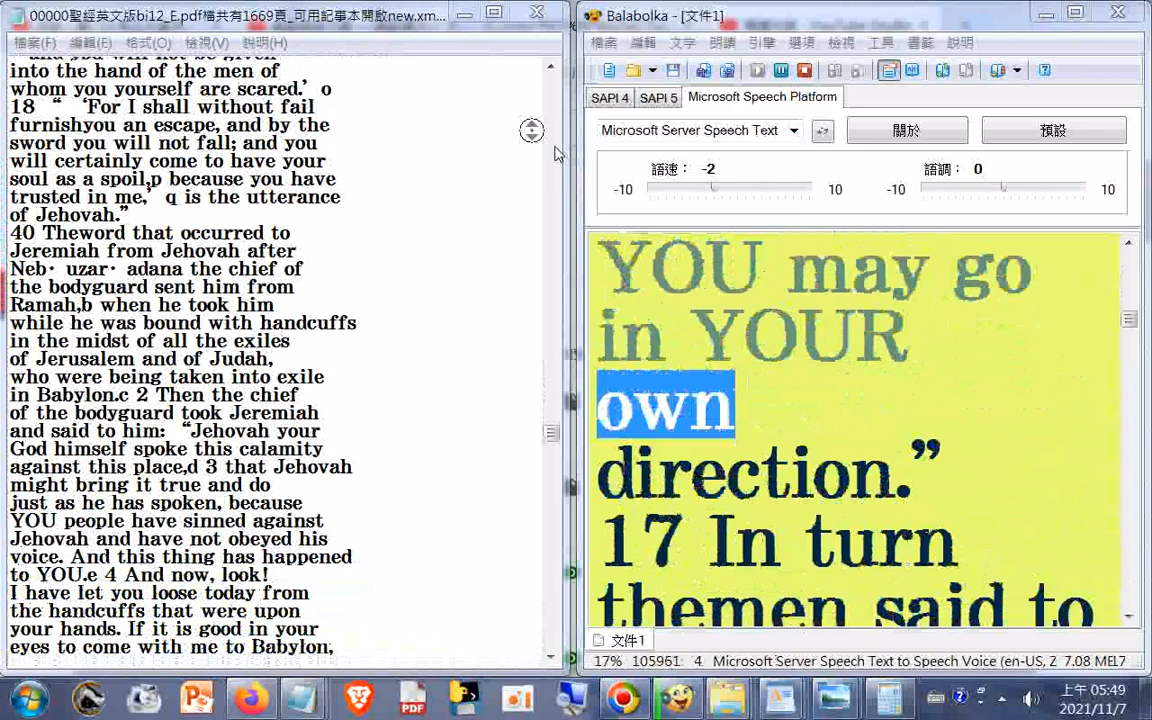 00000聖經英文版bi12_E.pdf檔共有1669頁_可用記事本開啟new.xm...
檔案(F) 編輯(E) 格式(O) 檢視(V) 說明(H)
into the hand of the men of
whom you yourself are scared.’ o
18 “ ‘For I shall without fail
furnishyou an escape, and by the
sword you will not fall; and you
will certainly come to have your
soul as a spoil,p because you have
trusted in me,’ q is the utterance
of Jehovah.”
40 Theword that occurred to
Jeremiah from Jehovah after
Neb· uzar· adana the chief of
the bodyguard sent him from
Ramah,b when he took him
while he was bound with handcuffs
in the midst of all the exiles
of Jerusalem and of Judah,
who were being taken into exile
in Babylon.c 2 Then the chief
of the bodyguard took Jeremiah
and said to him: “Jehovah your
God himself spoke this calamity
against this place,d 3 that Jehovah
might bring it true and do
just as he has spoken, because
YOU people have sinned against
Jehovah and have not obeyed his
voice. And this thing has happened
to YOU.e 4 And now, look!
I have let you loose today from
the handcuffs that were upon
your hands. If it is good in your
eyes to come with me to Babylon,
Balabolka - [文件1]
檔案 編輯 文字 朗讀 引擎 選項 檢視 工具 書籤 說明
SAPI 4 SAPI 5 Microsoft Speech Platform
Microsoft Server Speech Text 關於 預設
語速： -2 語調： 0
-10 10 -10 10
YOU may go
in YOUR
own
direction.”
17 In turn
themen said to
文件1
17% 105961: 4 Microsoft Server Speech Text to Speech Voice (en-US, Z 7.08 ME
上午 05:49
2021/11/7